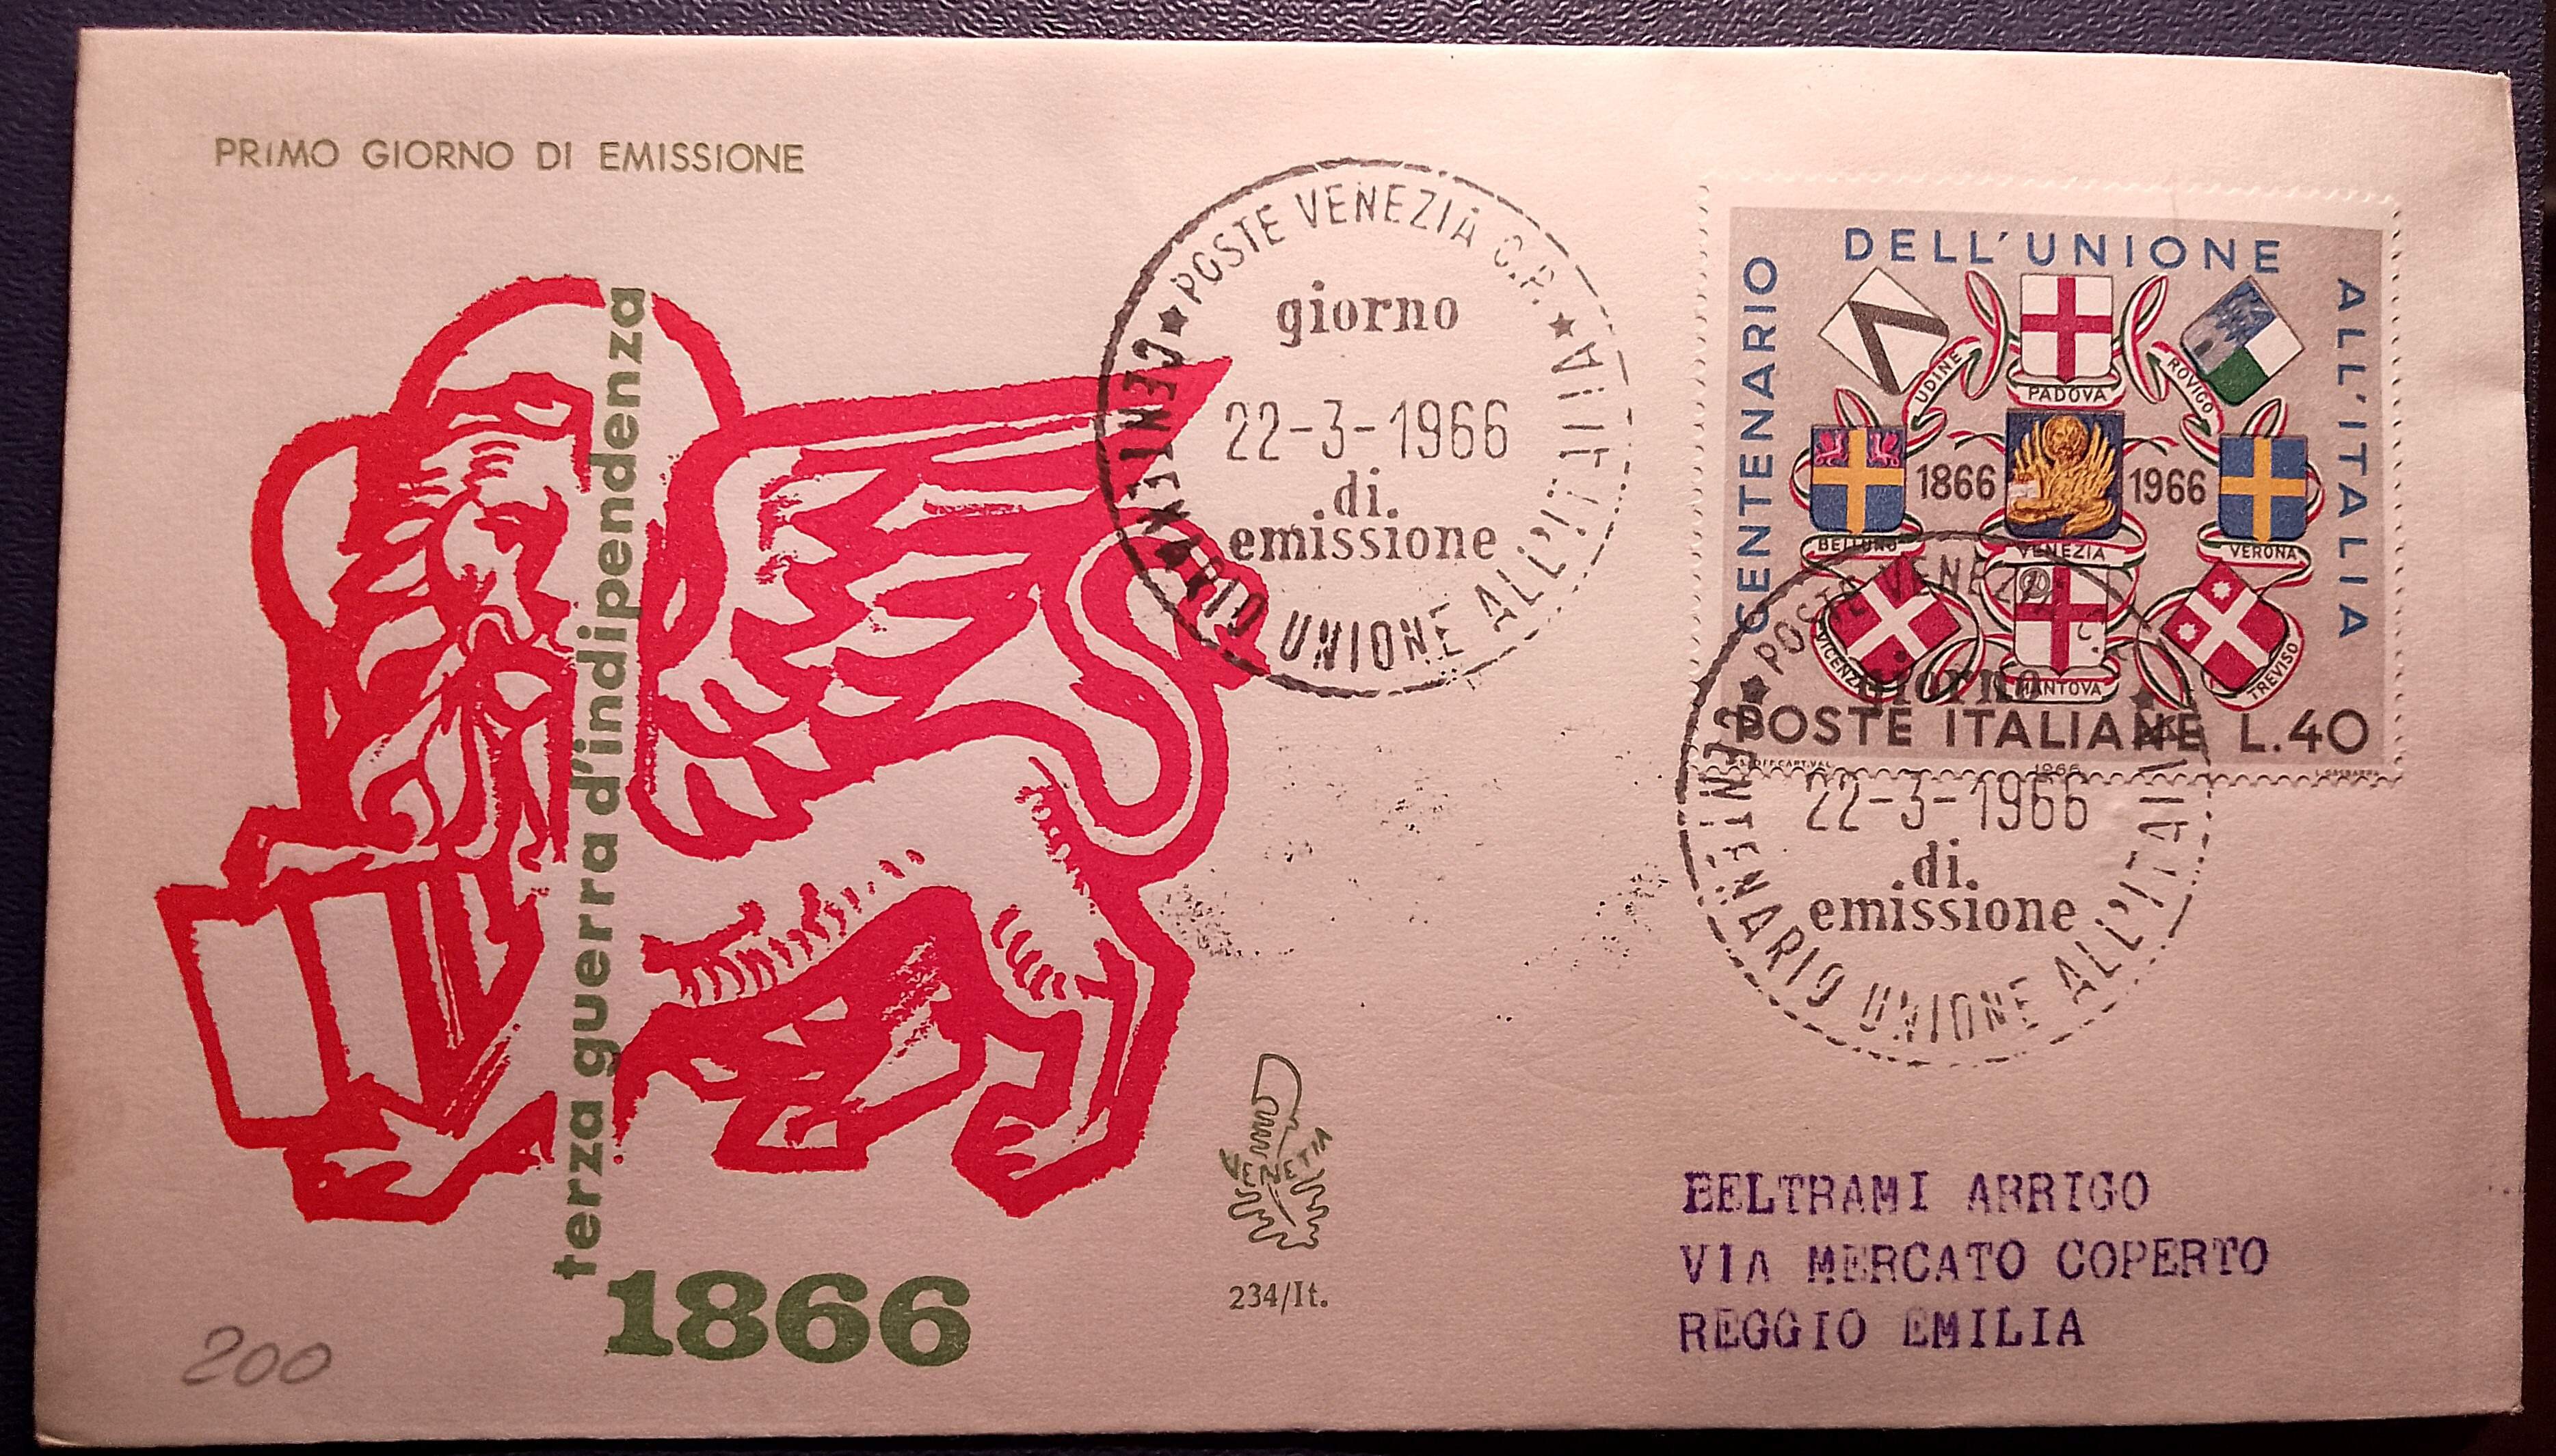 PRIMO GIORNO DI EMISSIONE
terza guerra d'indipendenza
1866
200
VENETIA
234/It.
★ POSTE VENEZIA C.P. ★
giorno
22-3-1966
di
emissione
CENTENARIO UNIONE ALL'ITALIA
CENTENARIO
DELL'UNIONE
ALL'ITALIA
UDINE
PADOVA
ROVIGO
1866
1966
BELLUNO
VENEZIA
VERONA
VICENZA
MANTOVA
TREVISO
POSTE ITALIANE L.40
1966
★ POSTE VENEZIA
giorno
22-3-1966
di
emissione
CENTENARIO UNIONE ALL'ITALIA
BELTRAMI ARRIGO
VIA MERCATO COPERTO
REGGIO EMILIA